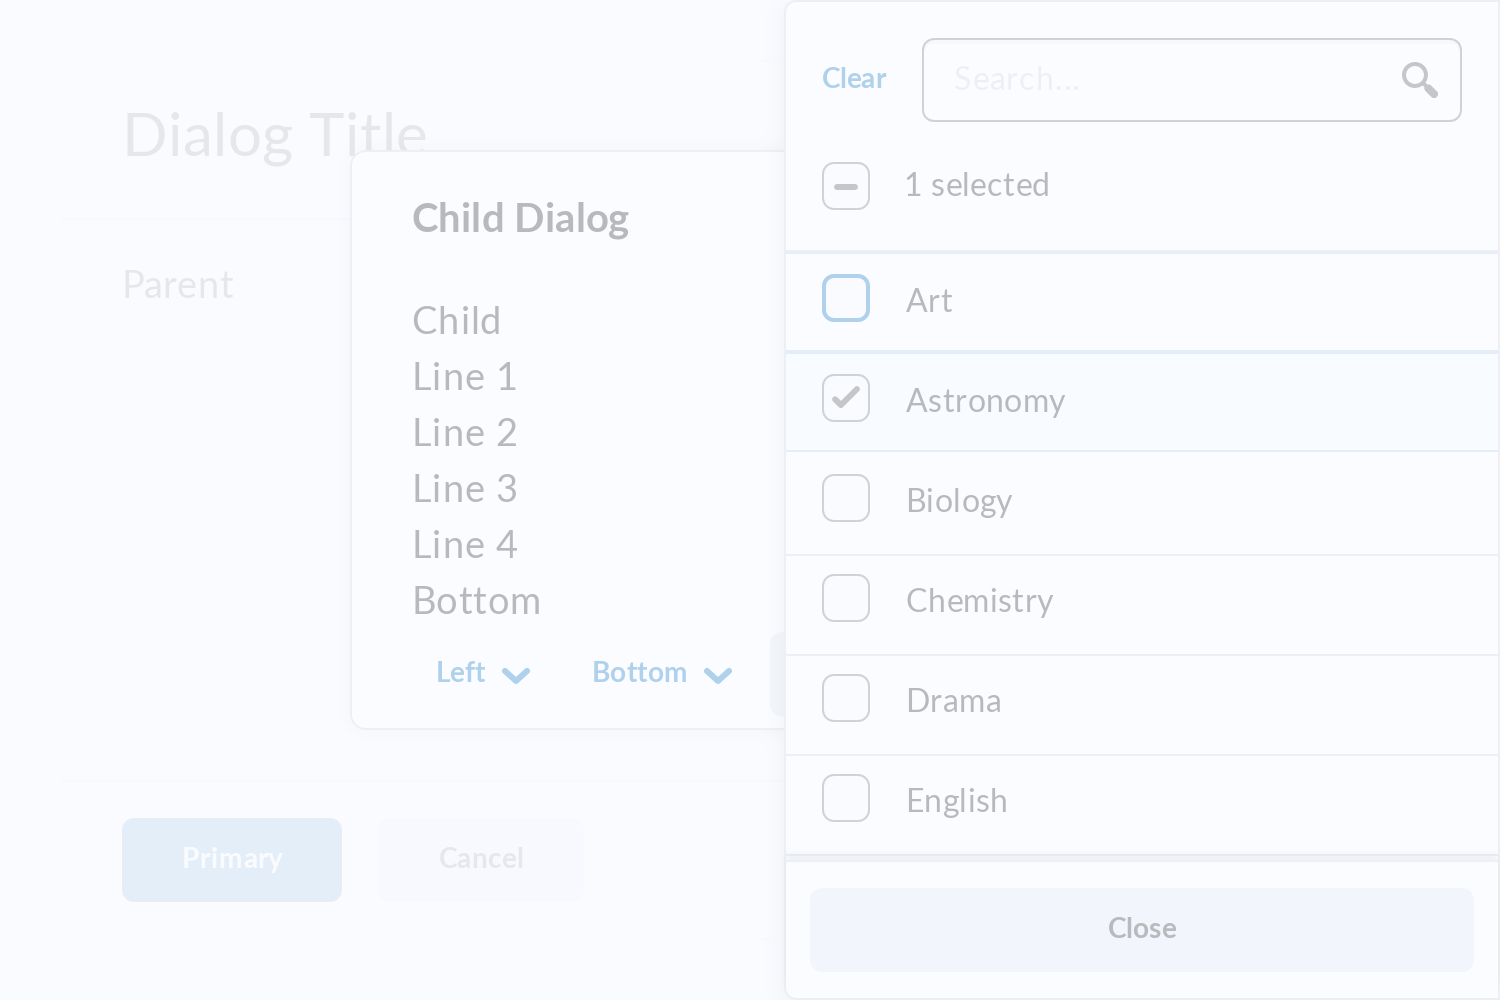 Dialog Title
Parent
Primary
Cancel
Child Dialog
Child
Line 1
Line 2
Line 3
Line 4
Bottom
Left
Bottom
Clear
Search...
1 selected
Art
Astronomy
Biology
Chemistry
Drama
English
Close